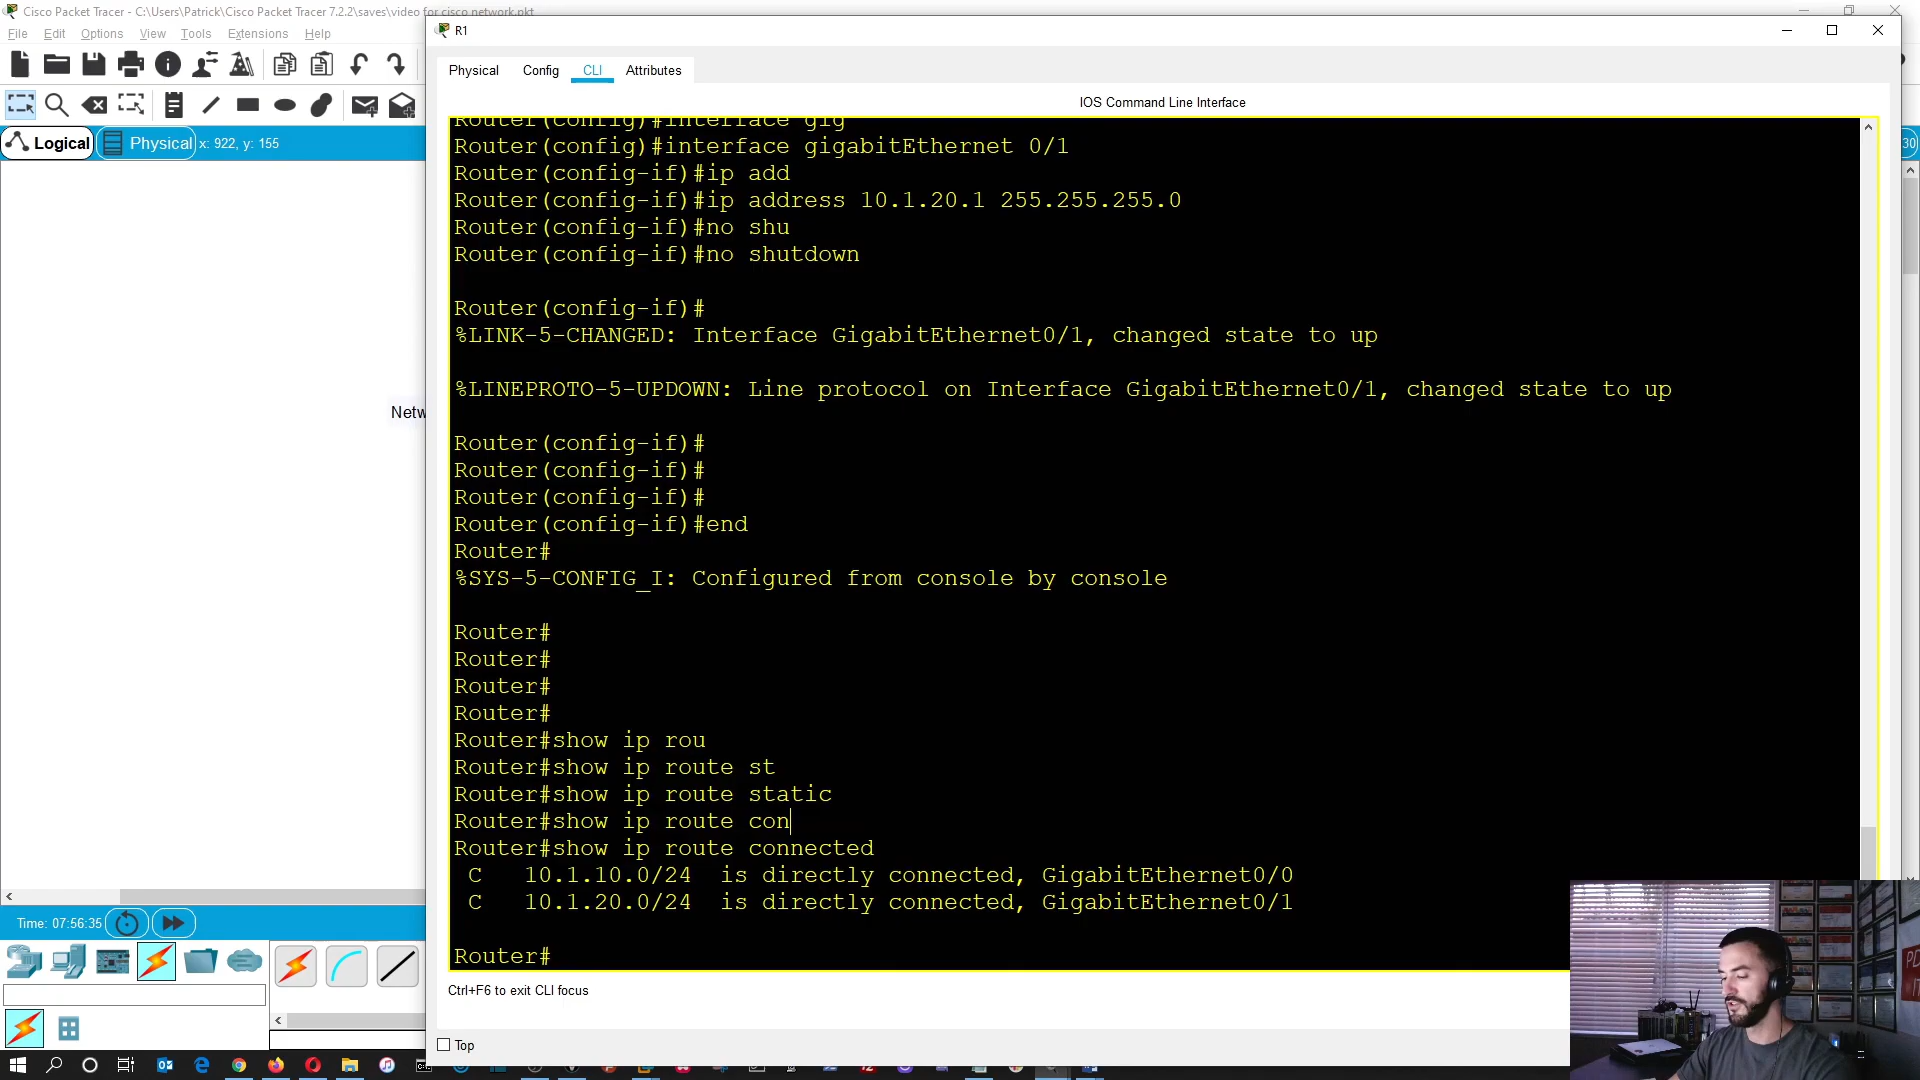 Cisco Packet Tracer - C:\Users\Patrick\Cisco Packet Tracer 7.2.2\saves\video for cisco network.pkt
File Edit Options View Tools Extensions Help
R1
Physical Config CLI Attributes
IOS Command Line Interface
Logical
Physical x: 922, y: 155
30
Netw
Router(config)#interface gig
Router(config)#interface gigabitEthernet 0/1
Router(config-if)#ip add
Router(config-if)#ip address 10.1.20.1 255.255.255.0
Router(config-if)#no shu
Router(config-if)#no shutdown
Router(config-if)#
%LINK-5-CHANGED: Interface GigabitEthernet0/1, changed state to up
%LINEPROTO-5-UPDOWN: Line protocol on Interface GigabitEthernet0/1, changed state to up
Router(config-if)#
Router(config-if)#
Router(config-if)#
Router(config-if)#end
Router#
%SYS-5-CONFIG_I: Configured from console by console
Router#
Router#
Router#
Router#
Router#show ip rou
Router#show ip route st
Router#show ip route static
Router#show ip route con
Router#show ip route connected
C 10.1.10.0/24 is directly connected, GigabitEthernet0/0
C 10.1.20.0/24 is directly connected, GigabitEthernet0/1
Router#
Time: 07:56:35
Ctrl+F6 to exit CLI focus
Top